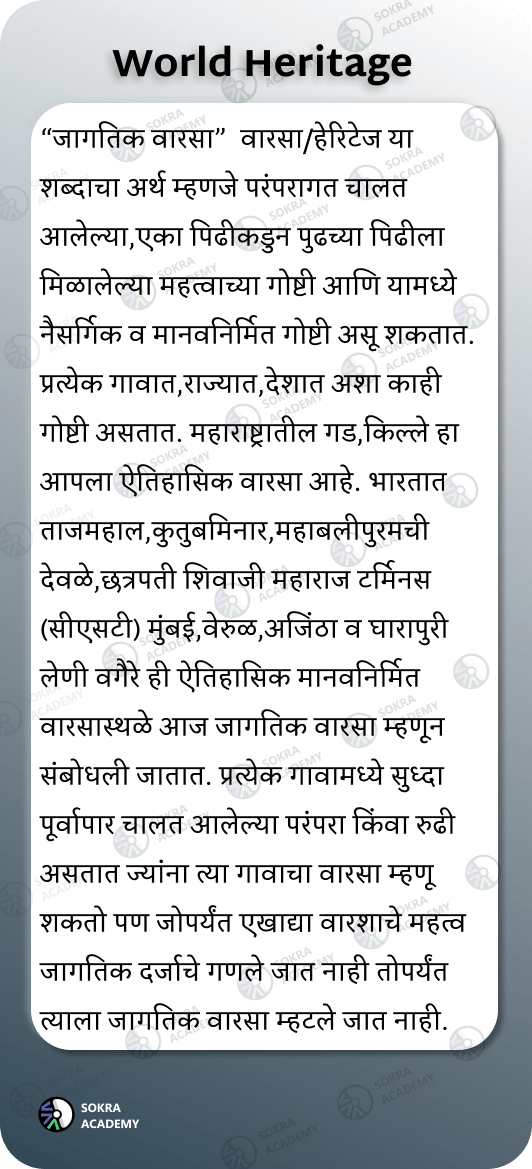 World Heritage
“जागतिक वारसा” वारसा/हेरिटेज या
शब्दाचा अर्थ म्हणजे परंपरागत चालत
आलेल्या,एका पिढीकडुन पुढच्या पिढीला
मिळालेल्या महत्वाच्या गोष्टी आणि यामध्ये
नैसर्गिक व मानवनिर्मित गोष्टी असू शकतात.
प्रत्येक गावात,राज्यात,देशात अशा काही
गोष्टी असतात. महाराष्ट्रातील गड,किल्ले हा
आपला ऐतिहासिक वारसा आहे. भारतात
ताजमहाल,कुतुबमिनार,महाबलीपुरमची
देवळे,छत्रपती शिवाजी महाराज टर्मिनस
(सीएसटी) मुंबई,वेरुळ,अजिंठा व घारापुरी
लेणी वगैरे ही ऐतिहासिक मानवनिर्मित
वारसास्थळे आज जागतिक वारसा म्हणून
संबोधली जातात. प्रत्येक गावामध्ये सुध्दा
पूर्वापार चालत आलेल्या परंपरा किंवा रुढी
असतात ज्यांना त्या गावाचा वारसा म्हणू
शकतो पण जोपर्यंत एखाद्या वारशाचे महत्व
जागतिक दर्जाचे गणले जात नाही तोपर्यंत
त्याला जागतिक वारसा म्हटले जात नाही.
SOKRA
ACADEMY